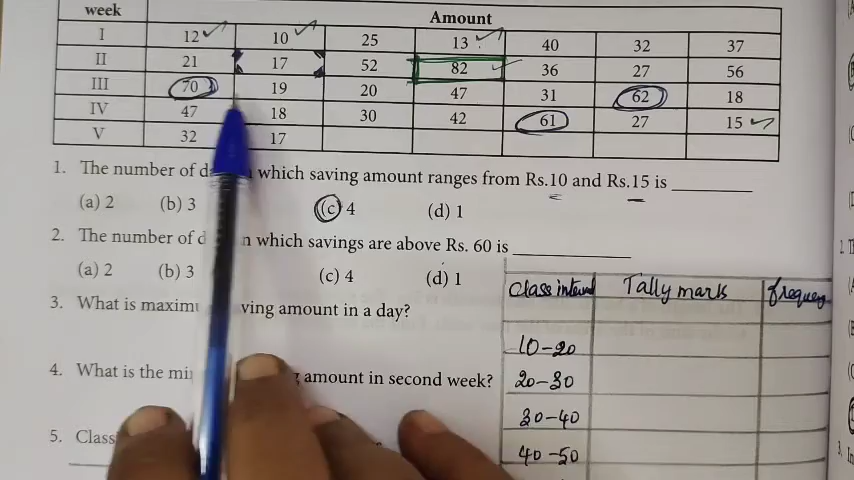 week Amount
I 12 10 25 13 40 32 37
II 21 17 52 82 36 27 56
III 70 19 20 47 31 62 18
IV 47 18 30 42 61 27 15
V 32 17
1. The number of d which saving amount ranges from Rs.10 and Rs.15 is
(a) 2 (b) 3 (c) 4 (d) 1
2. The number of d n which savings are above Rs. 60 is
(a) 2 (b) 3 (c) 4 (d) 1
Class interval Tally mark frequency
3. What is maxim ving amount in a day?
10-20
4. What is the mi g amount in second week?
20-30
30-40
5. Class
40-50